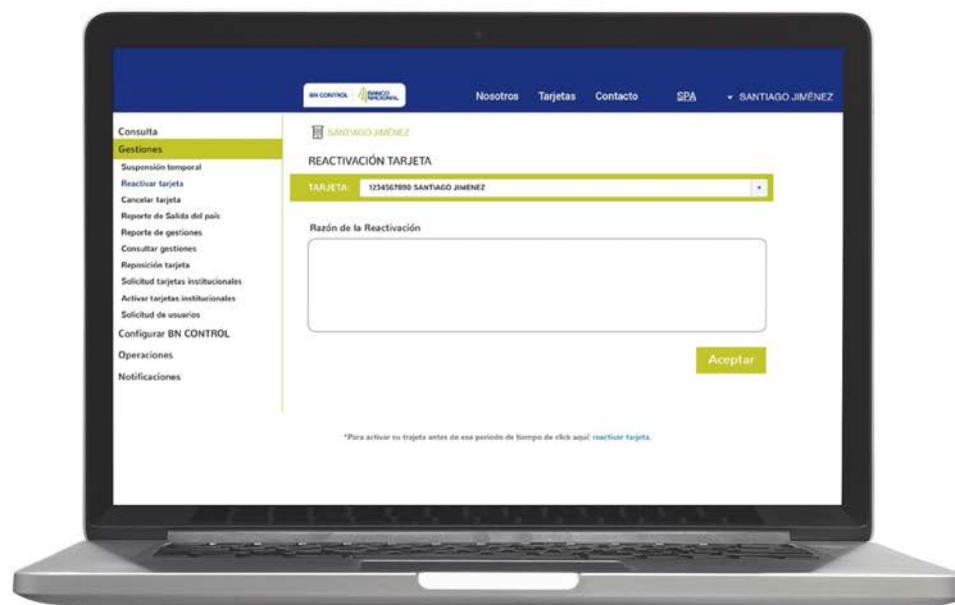 BN CONTROL BANCO NACIONAL
Nosotros Tarjetas Contacto SPA SANTIAGO JIMÉNEZ
Consulta
Gestiones
Suspensión temporal
Reactivar tarjeta
Cancelar tarjeta
Reporte de Salida del país
Reporte de gestiones
Consultar gestiones
Reposición tarjeta
Solicitud tarjetas institucionales
Activar tarjetas institucionales
Solicitud de usuarios
Configurar BN CONTROL
Operaciones
Notificaciones
SANTIAGO JIMÉNEZ
REACTIVACIÓN TARJETA
TARJETA: 1234567890 SANTIAGO JIMENEZ
Razón de la Reactivación
Aceptar
*Para activar su trajeta antes de ese periodo de tiempo de click aquí: reactivar tarjeta.